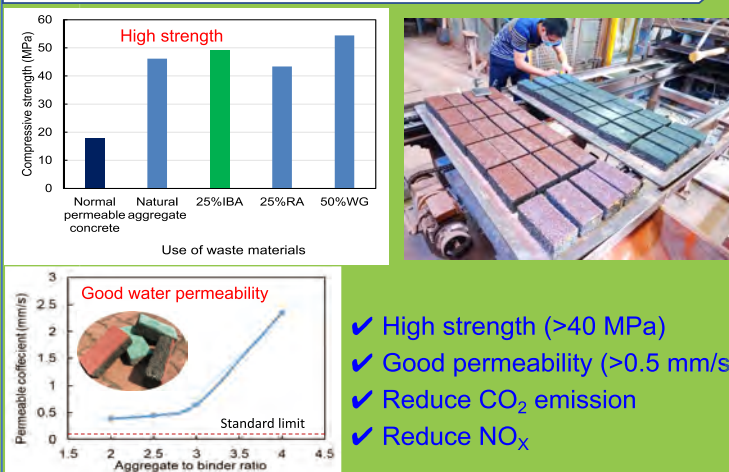 60
50
40
30
20
10
0
Compressive strength (MPa)
High strength
Normal permeable concrete
Natural aggregate
25%IBA
25%RA
50%WG
Use of waste materials
3
2.5
2
1.5
1
0.5
0
Permeable coffecient (mm/s)
Good water permeability
Standard limit
1.5 2 2.5 3 3.5 4 4.5
Aggregate to binder ratio
✔ High strength (>40 MPa)
✔ Good permeability (>0.5 mm/s
✔ Reduce CO₂ emission
✔ Reduce NOₓ